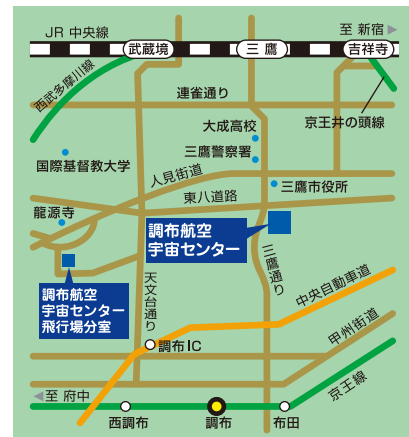 JR 中央線
至 新宿
武蔵境
三鷹
吉祥寺
西武多摩川線
連雀通り
京王井の頭線
大成高校
三鷹警察署
国際基督教大学
人見街道
三鷹市役所
東八道路
龍源寺
調布航空
宇宙センター
調布航空
宇宙センター
飛行場分室
天文台通り
三鷹通り
中央自動車道
甲州街道
調布IC
京王線
至 府中
西調布
調布
布田